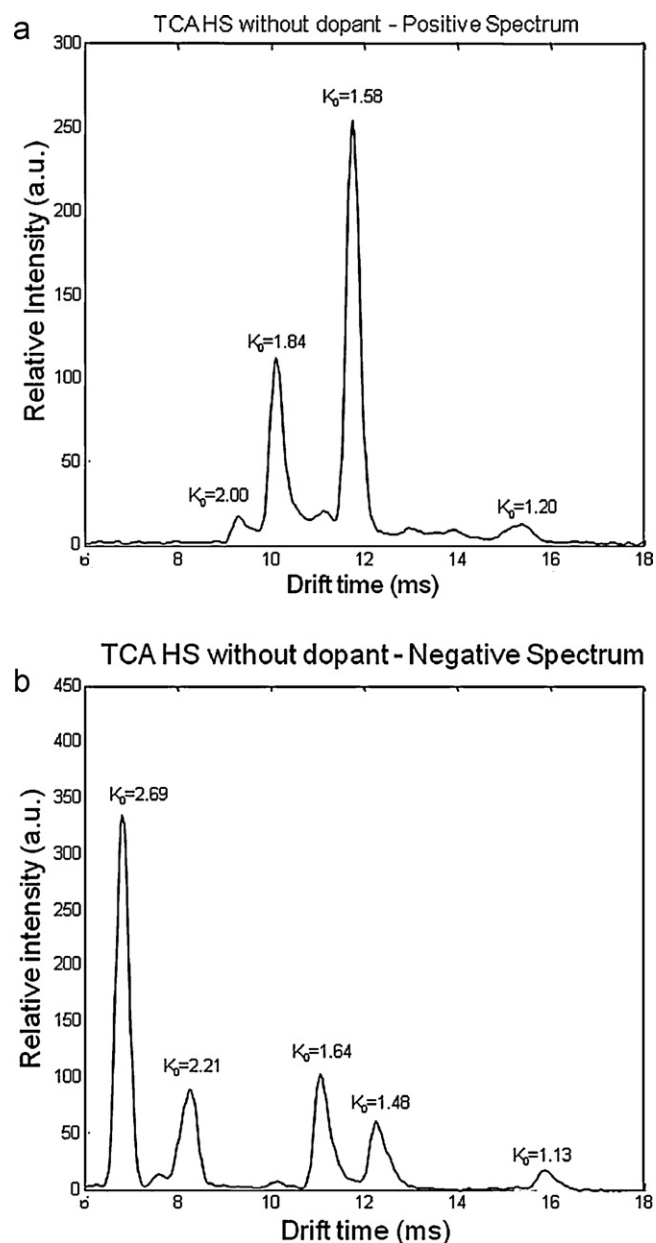 a
TCA HS without dopant - Positive Spectrum
300
250
200
150
100
50
0
Relative Intensity (a.u.)
K₀=1.58
K₀=1.84
K₀=2.00
K₀=1.20
6 8 10 12 14 16 18
Drift time (ms)
TCA HS without dopant - Negative Spectrum
b
450
400
350
300
250
200
150
100
50
0
Relative intensity (a.u.)
K₀=2.69
K₀=2.21
K₀=1.64
K₀=1.48
K₀=1.13
6 8 10 12 14 16 18
Drift time (ms)